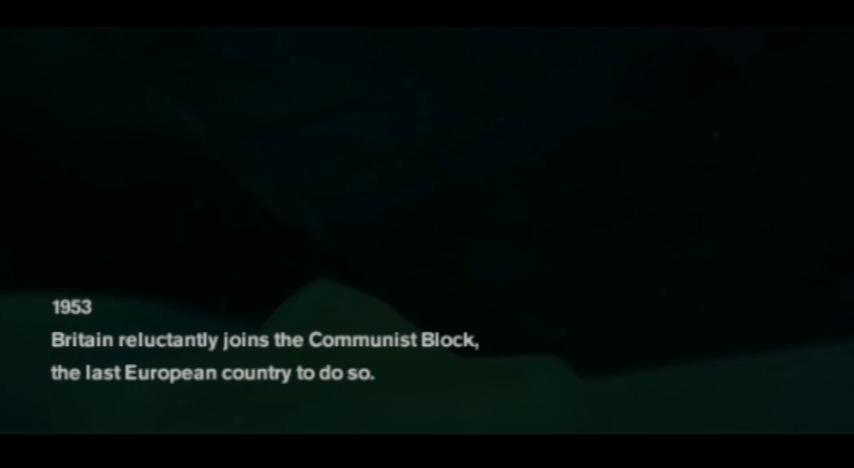 1953
Britain reluctantly joins the Communist Block,
the last European country to do so.